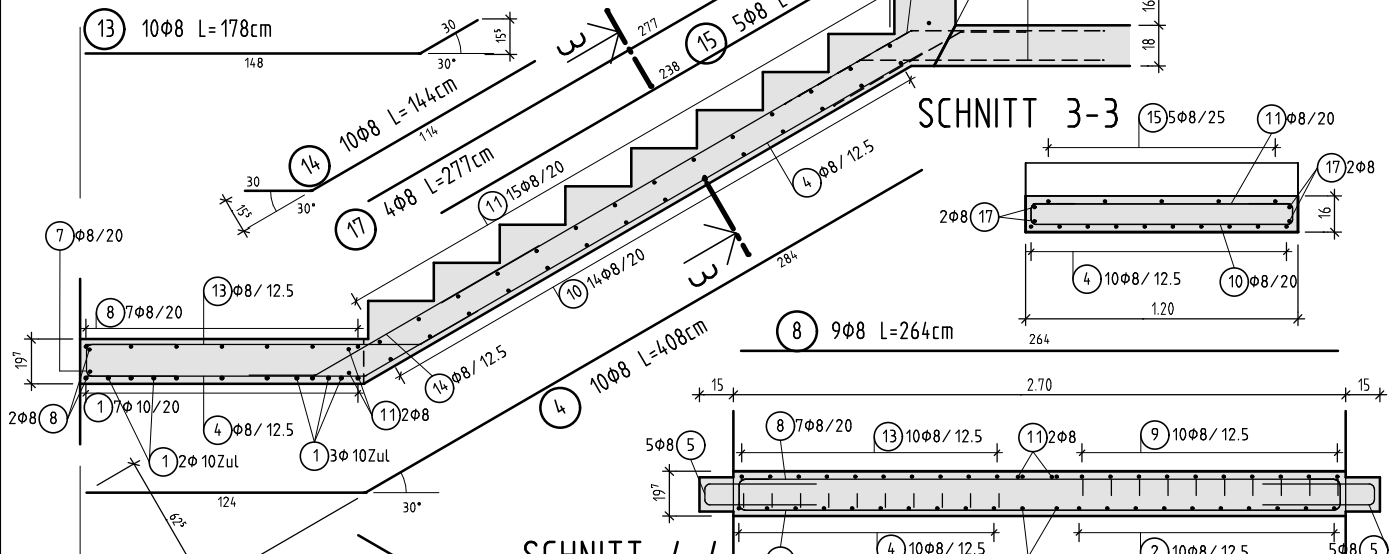 13 10Φ8 L=178cm
148
30
30°
15⁵
14 10Φ8 L=144cm
114
30
30°
15⁵
17 4Φ8 L=277cm
277
15 5Φ8 L
238
3
16
18
SCHNITT 3-3
15 5Φ8/25
11 Φ8/20
17 2Φ8
2Φ8 17
16
4 10Φ8/12.5
10 Φ8/20
1.20
11 15Φ8/20
4 Φ8/12.5
10 14Φ8/20
3
284
7 Φ8/20
13 Φ8/12.5
8 7Φ8/20
19⁷
14 Φ8/12.5
2Φ8 8
1 7Φ10/20
11 2Φ8
4 Φ8/12.5
1 2Φ10Zul
1 3Φ10Zul
4 10Φ8 L=408cm
124
30°
62⁵
8 9Φ8 L=264cm
264
15
2.70
15
5Φ8 5
8 7Φ8/20
13 10Φ8/12.5
11 2Φ8
9 10Φ8/12.5
19⁷
4 10Φ8/12.5
2 10Φ8/12.5
5Φ8 5
SCHNITT 4-4